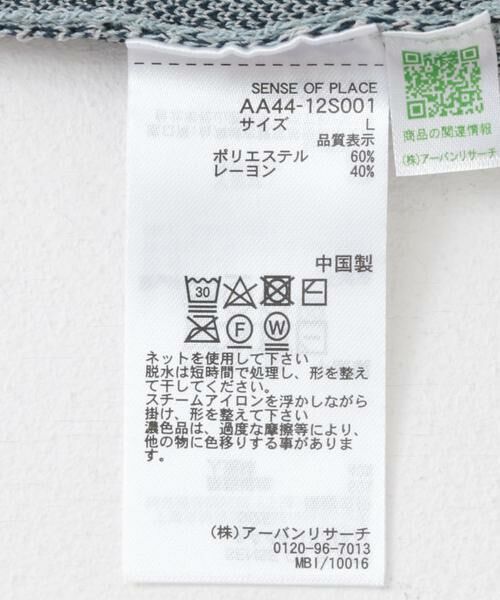 SENSE OF PLACE
AA44-12S001
サイズ L
品質表示
ポリエステル 60%
レーヨン 40%
中国製
30
F W
ネットを使用して下さい
脱水は短時間で処理し、形を整え
て干してください。
スチームアイロンを浮かしながら
掛け、形を整えて下さい
濃色品は、過度な摩擦等により、
他の物に色移りする事がありま
す。
(株)アーバンリサーチ
0120-96-7013
MBI/10016
商品の関連情報
(株)アーバンリサーチ